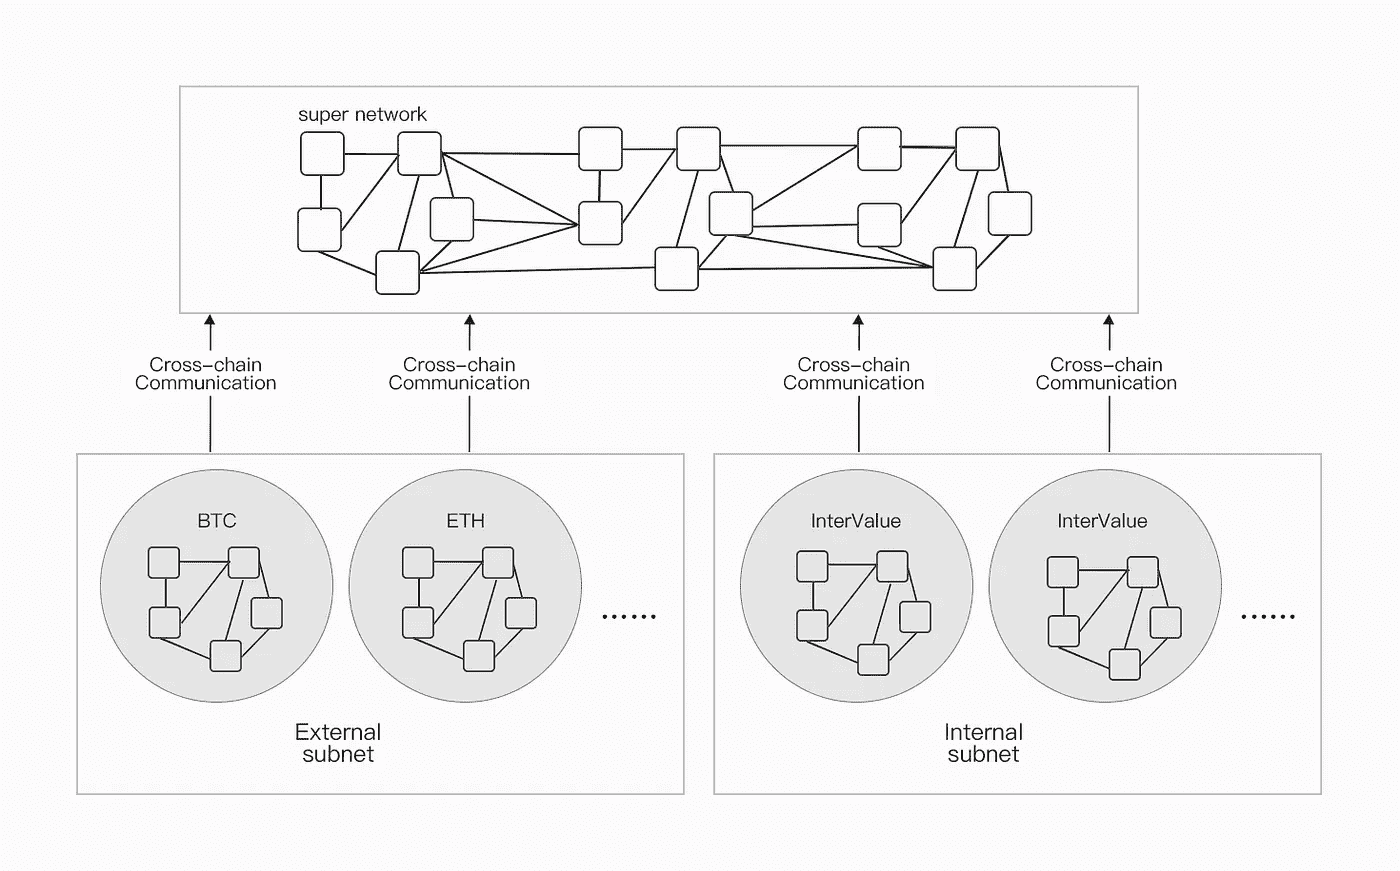 super network
Cross–chain
Communication
Cross–chain
Communication
Cross–chain
Communication
Cross–chain
Communication
BTC
ETH
......
InterValue
InterValue
......
External
subnet
Internal
subnet